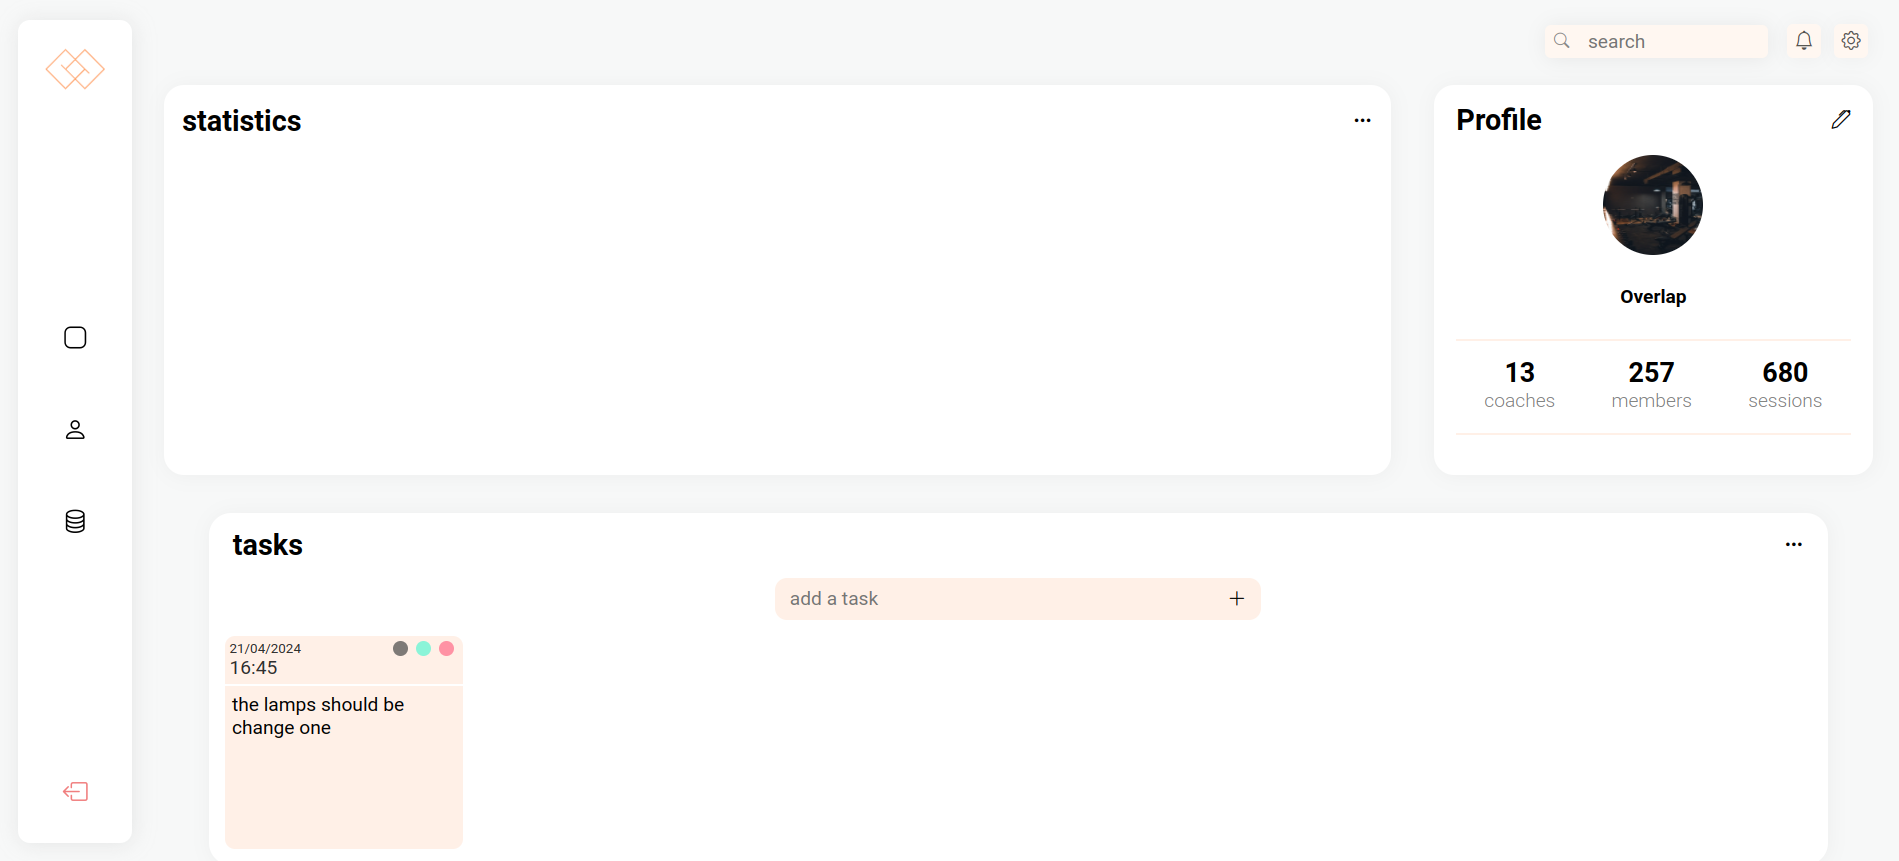 search
statistics
Profile
Overlap
13
coaches
257
members
680
sessions
tasks
add a task
21/04/2024
16:45
the lamps should be
change one